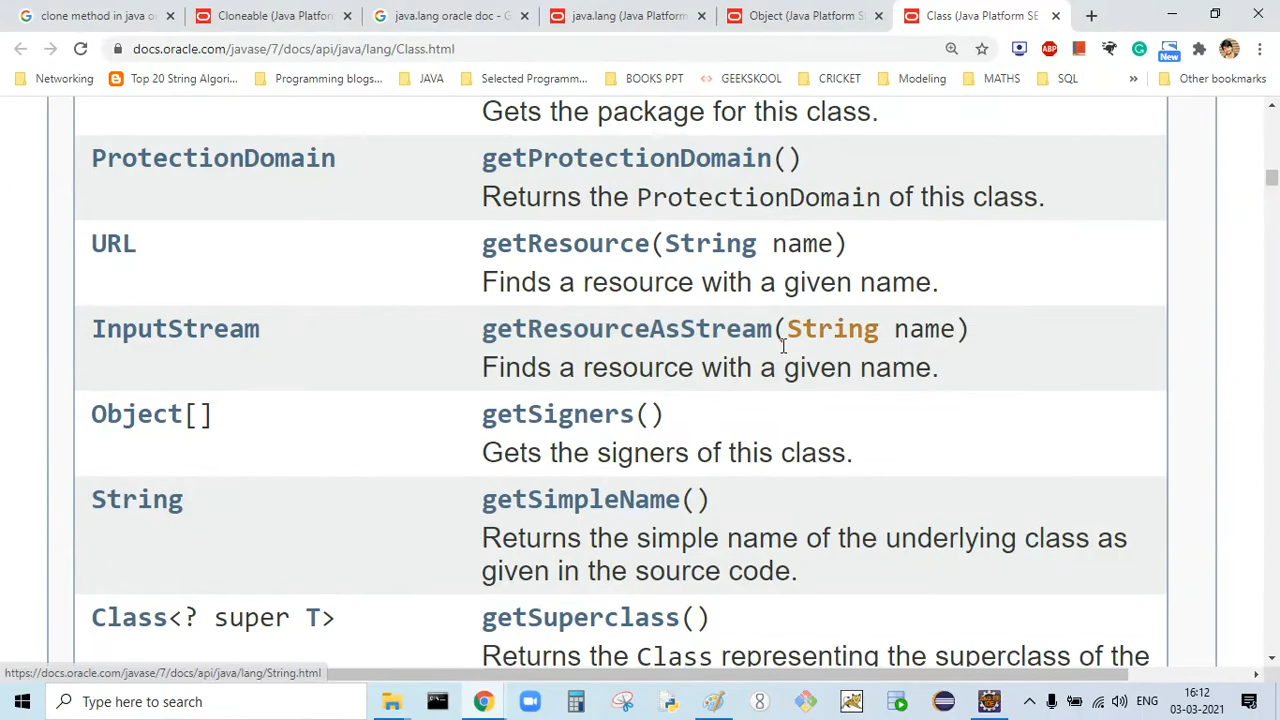 clone method in java o
Cloneable (Java Platfor
java.lang oracle doc - G
java.lang (Java Platfor
Object (Java Platform S
Class (Java Platform SE
docs.oracle.com/javase/7/docs/api/java/lang/Class.html
ABP
New
Networking
Top 20 String Algori...
Programming blogs...
JAVA
Selected Programm...
BOOKS PPT
GEEKSKOOL
CRICKET
Modeling
MATHS
SQL
»
Other bookmarks
Gets the package for this class.
ProtectionDomain getProtectionDomain()
Returns the ProtectionDomain of this class.
URL getResource(String name)
Finds a resource with a given name.
InputStream getResourceAsStream(String name)
Finds a resource with a given name.
Object[] getSigners()
Gets the signers of this class.
String getSimpleName()
Returns the simple name of the underlying class as
given in the source code.
Class<? super T> getSuperclass()
Returns the Class representing the superclass of the
https://docs.oracle.com/javase/7/docs/api/java/lang/String.html
Type here to search
ENG
16:12
03-03-2021